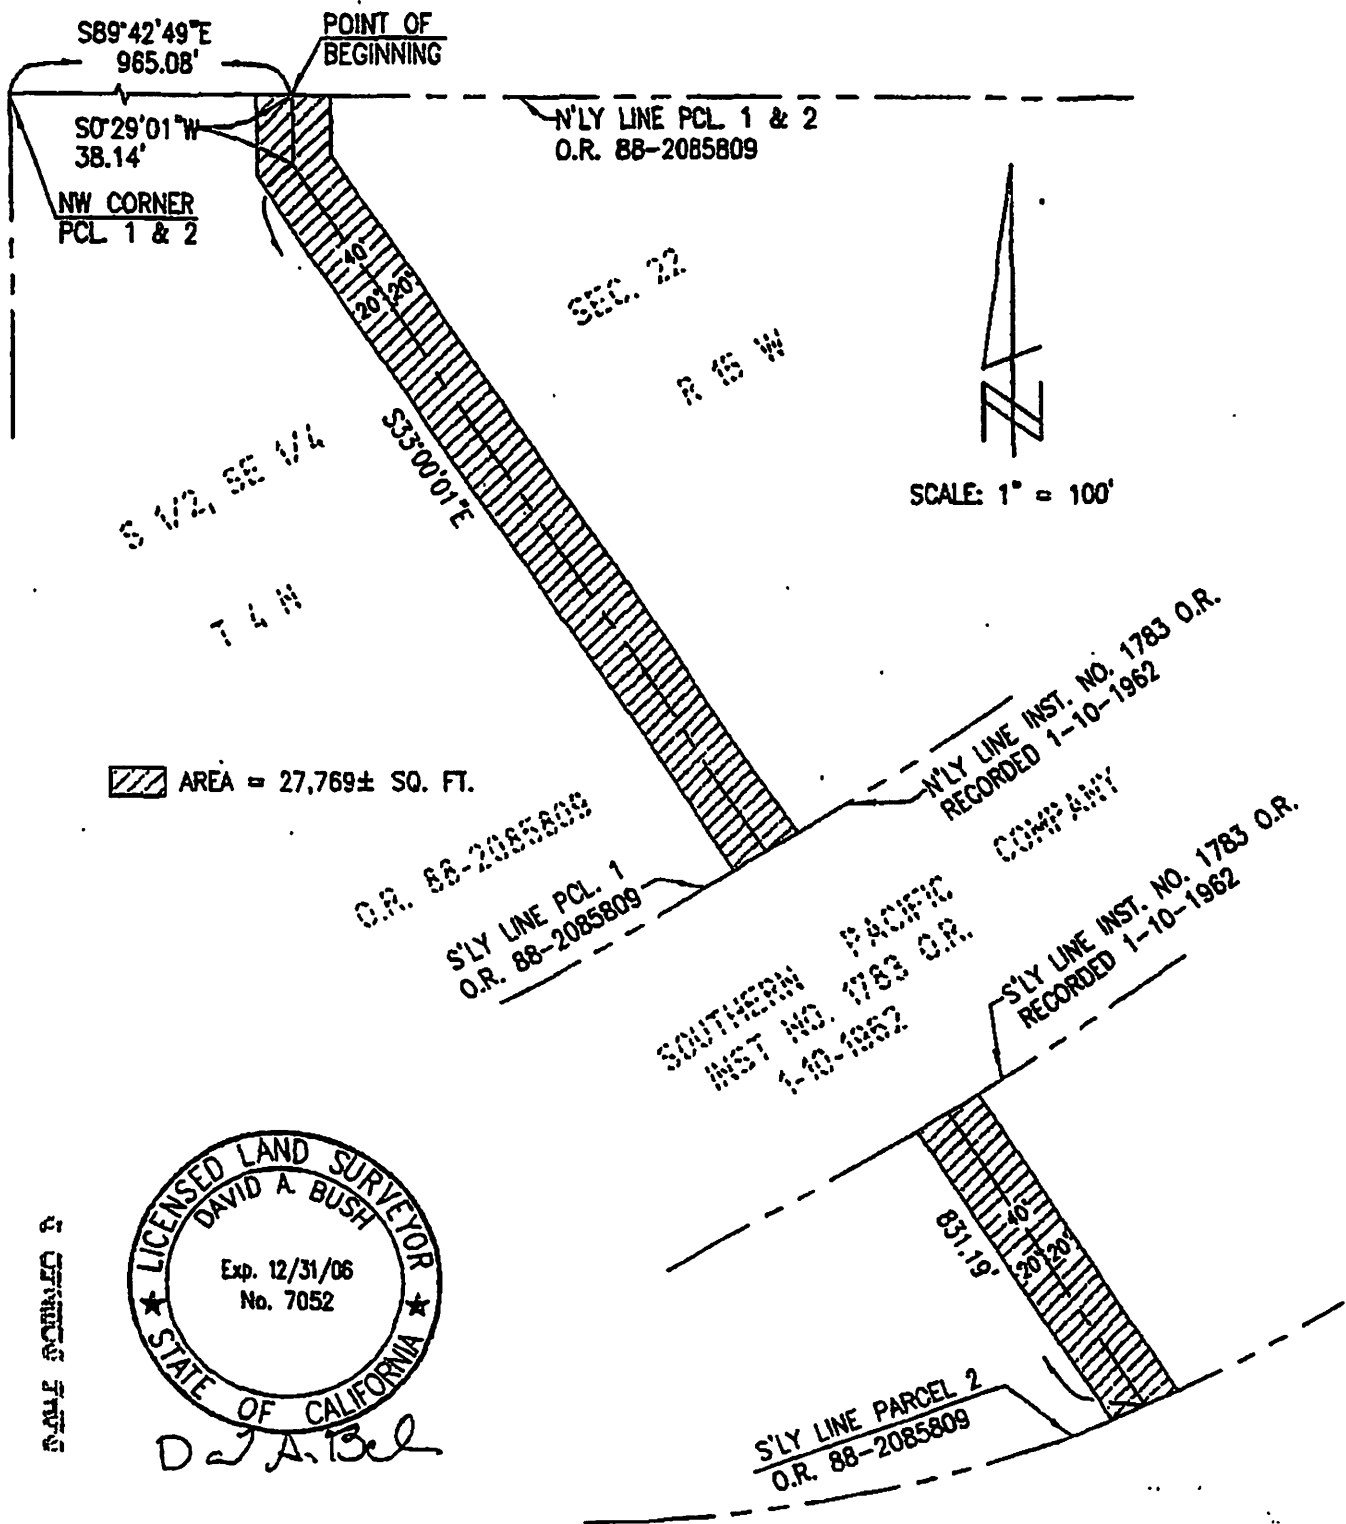 S89°42'49"E
965.08'
POINT OF
BEGINNING
S0°29'01"W
38.14'
N'LY LINE PCL. 1 & 2
O.R. 88-2085809
NW CORNER
PCL. 1 & 2
40'
20' 20'
SEC. 22
R 16 W
S33°00'01"E
S 1/2, SE 1/4
T 4 N
SCALE: 1" = 100'
AREA = 27,769± SQ. FT.
N'LY LINE INST. NO. 1783 O.R.
RECORDED 1-10-1962
O.R. 88-2085809
S'LY LINE PCL. 1
O.R. 88-2085809
SOUTHERN PACIFIC COMPANY
INST NO. 1783 O.R.
1-10-1962
S'LY LINE INST. NO. 1783 O.R.
RECORDED 1-10-1962
831.19'
40'
20' 20'
LICENSED LAND SURVEYOR
DAVID A. BUSH
Exp. 12/31/06
No. 7052
STATE OF CALIFORNIA
S'LY LINE PARCEL 2
O.R. 88-2085809